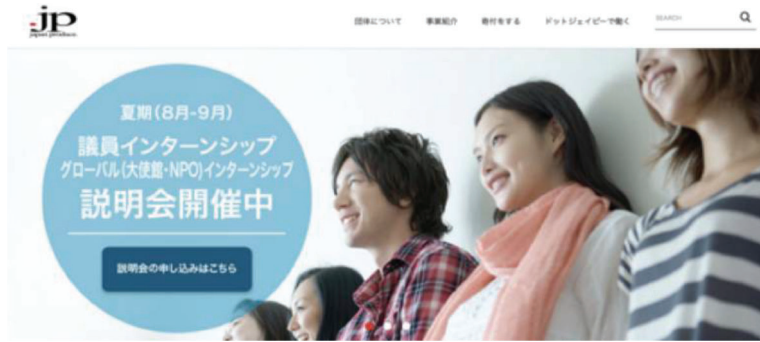 .jp
japan produce
団体について 事業紹介 寄付をする ドットジェイピーで働く SEARCH
夏期(8月-9月)
議員インターンシップ
グローバル(大使館・NPO)インターンシップ
説明会開催中
説明会の申し込みはこちら